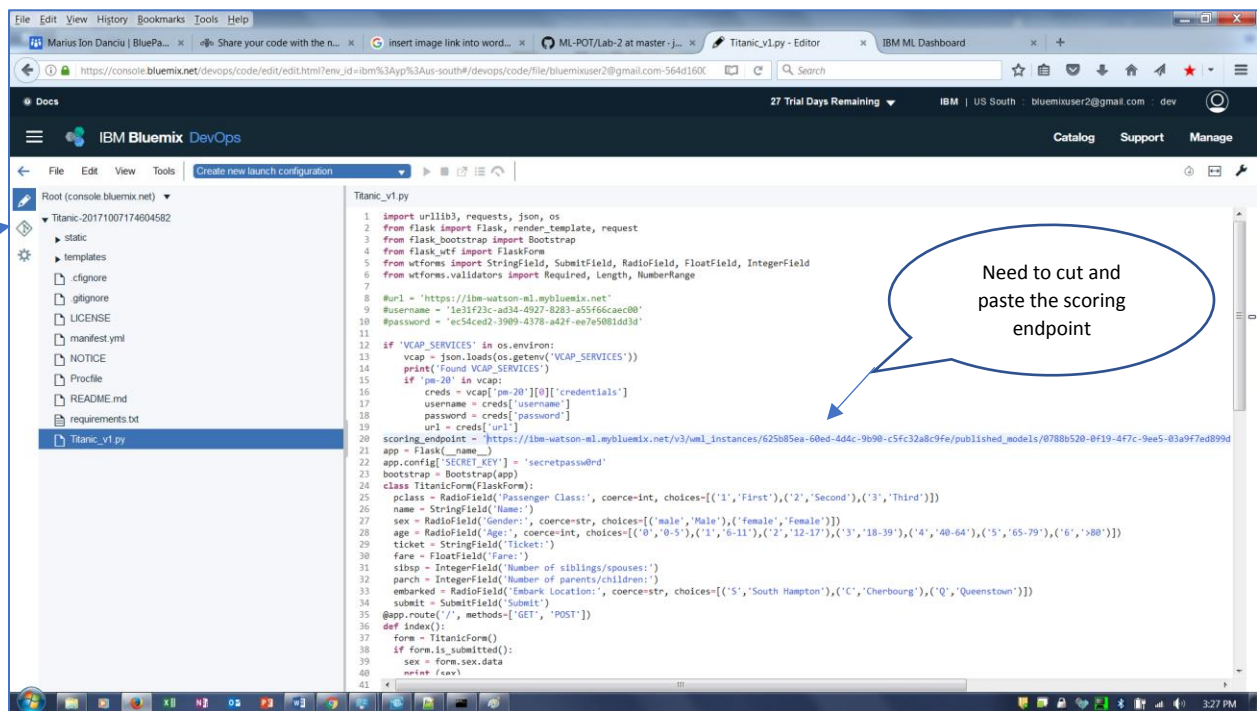 File Edit View History Bookmarks Tools Help
Marius Ion Danciu | BluePa... × Share your code with the n... × insert image link into word... × ML-POT/Lab-2 at master · j... × Titanic_v1.py - Editor × IBM ML Dashboard × +
https://console.bluemix.net/devops/code/edit/edit.html?env_id=ibm%3Ayp%3Aus-south#/devops/code/file/bluemixuser2@gmail.com-564d160 Search
Docs 27 Trial Days Remaining IBM | US South : bluemixuser2@gmail.com : dev
IBM Bluemix DevOps Catalog Support Manage
File Edit View Tools Create new launch configuration
Root (console.bluemix.net)
Titanic-20171007174604582
static
templates
.cfignore
.gitignore
LICENSE
manifest.yml
NOTICE
Procfile
README.md
requirements.txt
Titanic_v1.py
Titanic_v1.py
1 import urllib3, requests, json, os
2 from flask import Flask, render_template, request
3 from flask_bootstrap import Bootstrap
4 from flask_wtf import FlaskForm
5 from wtforms import StringField, SubmitField, RadioField, FloatField, IntegerField
6 from wtforms.validators import Required, Length, NumberRange
7
8 #url = 'https://ibm-watson-ml.mybluemix.net'
9 #username = '1e31f23c-ad34-4927-8283-a55f66caec00'
10 #password = 'ec54ced2-3909-4378-a42f-ee7e5081dd3d'
11
12 if 'VCAP_SERVICES' in os.environ:
13 vcap = json.loads(os.getenv('VCAP_SERVICES'))
14 print('Found VCAP_SERVICES')
15 if 'pm-20' in vcap:
16 creds = vcap['pm-20'][0]['credentials']
17 username = creds['username']
18 password = creds['password']
19 url = creds['url']
20 scoring_endpoint = 'https://ibm-watson-ml.mybluemix.net/v3/wml_instances/625b85ea-60ed-4d4c-9b90-c5fc32a8c9fe/published_models/0788b520-0f19-4f7c-9ee5-03a9f7ed899d
21 app = Flask(__name__)
22 app.config['SECRET_KEY'] = 'secretpassw0rd'
23 bootstrap = Bootstrap(app)
24 class TitanicForm(FlaskForm):
25 pclass = RadioField('Passenger Class:', coerce=int, choices=[('1','First'),('2','Second'),('3','Third')])
26 name = StringField('Name:')
27 sex = RadioField('Gender:', coerce=str, choices=[('male','Male'),('female','Female')])
28 age = RadioField('Age:', coerce=int, choices=[('0','0-5'),('1','6-11'),('2','12-17'),('3','18-39'),('4','40-64'),('5','65-79'),('6','>80')])
29 ticket = StringField('Ticket:')
30 fare = FloatField('Fare:')
31 sibsp = IntegerField('Number of siblings/spouses:')
32 parch = IntegerField('Number of parents/children:')
33 embarked = RadioField('Embark Location:', coerce=str, choices=[('S','South Hampton'),('C','Cherbourg'),('Q','Queenstown')])
34 submit = SubmitField('Submit')
35 @app.route('/', methods=['GET', 'POST'])
36 def index():
37 form = TitanicForm()
38 if form.is_submitted():
39 sex = form.sex.data
40 print (sex)
41
Need to cut and
paste the scoring
endpoint
3:27 PM